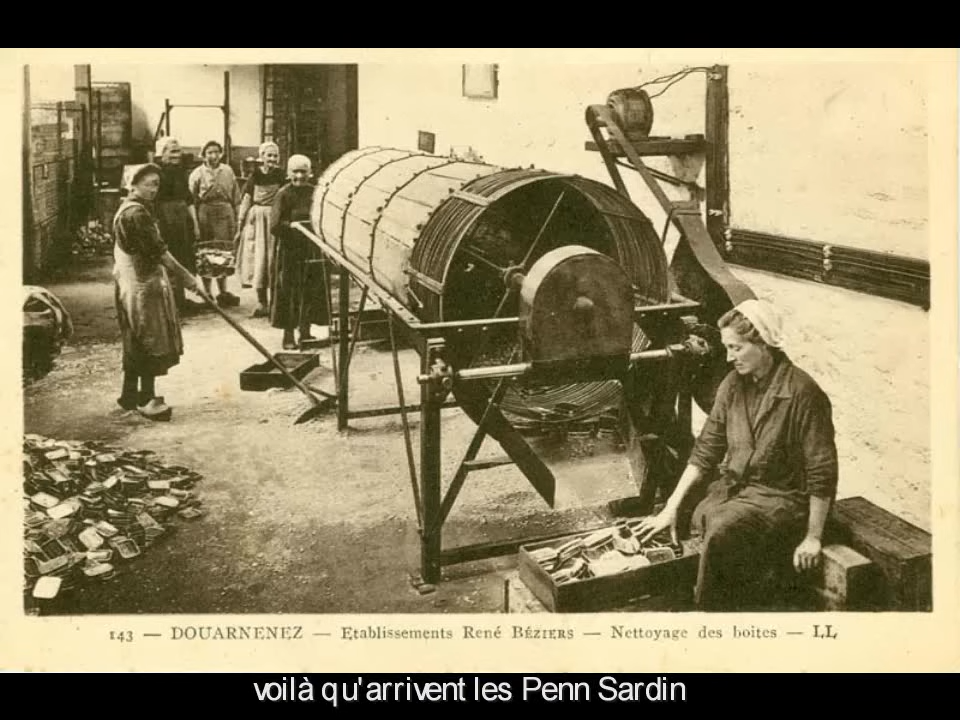 143 — DOUARNENEZ — Etablissements René BÉZIERS — Nettoyage des boites — LL
voilà qu'arrivent les Penn Sardin